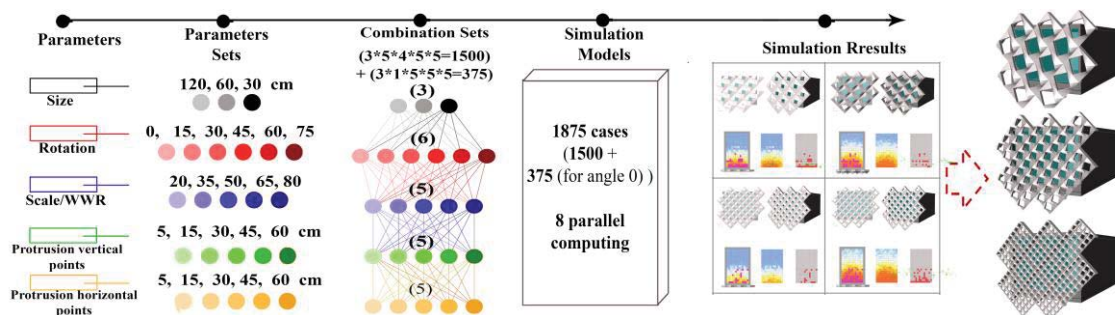 Parameters
Parameters
Sets
Combination Sets
(3*5*4*5*5=1500)
+ (3*1*5*5*5=375)
Simulation
Models
Simulation Rresults
Size
120, 60, 30 cm
(3)
Rotation
0, 15, 30, 45, 60, 75
(6)
Scale/WWR
20, 35, 50, 65, 80
(5)
Protrusion vertical
points
5, 15, 30, 45, 60 cm
(5)
Protrusion horizontal
points
5, 15, 30, 45, 60 cm
(5)
1875 cases
(1500 +
375 (for angle 0) )
8 parallel
computing